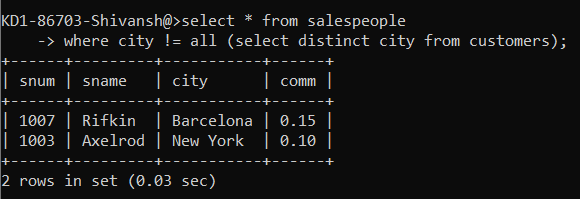 KD1-86703-Shivansh@>select * from salespeople
    -> where city != all (select distinct city from customers);
+------+---------+-----------+------+
| snum | sname   | city      | comm |
+------+---------+-----------+------+
| 1007 | Rifkin  | Barcelona | 0.15 |
| 1003 | Axelrod | New York  | 0.10 |
+------+---------+-----------+------+
2 rows in set (0.03 sec)